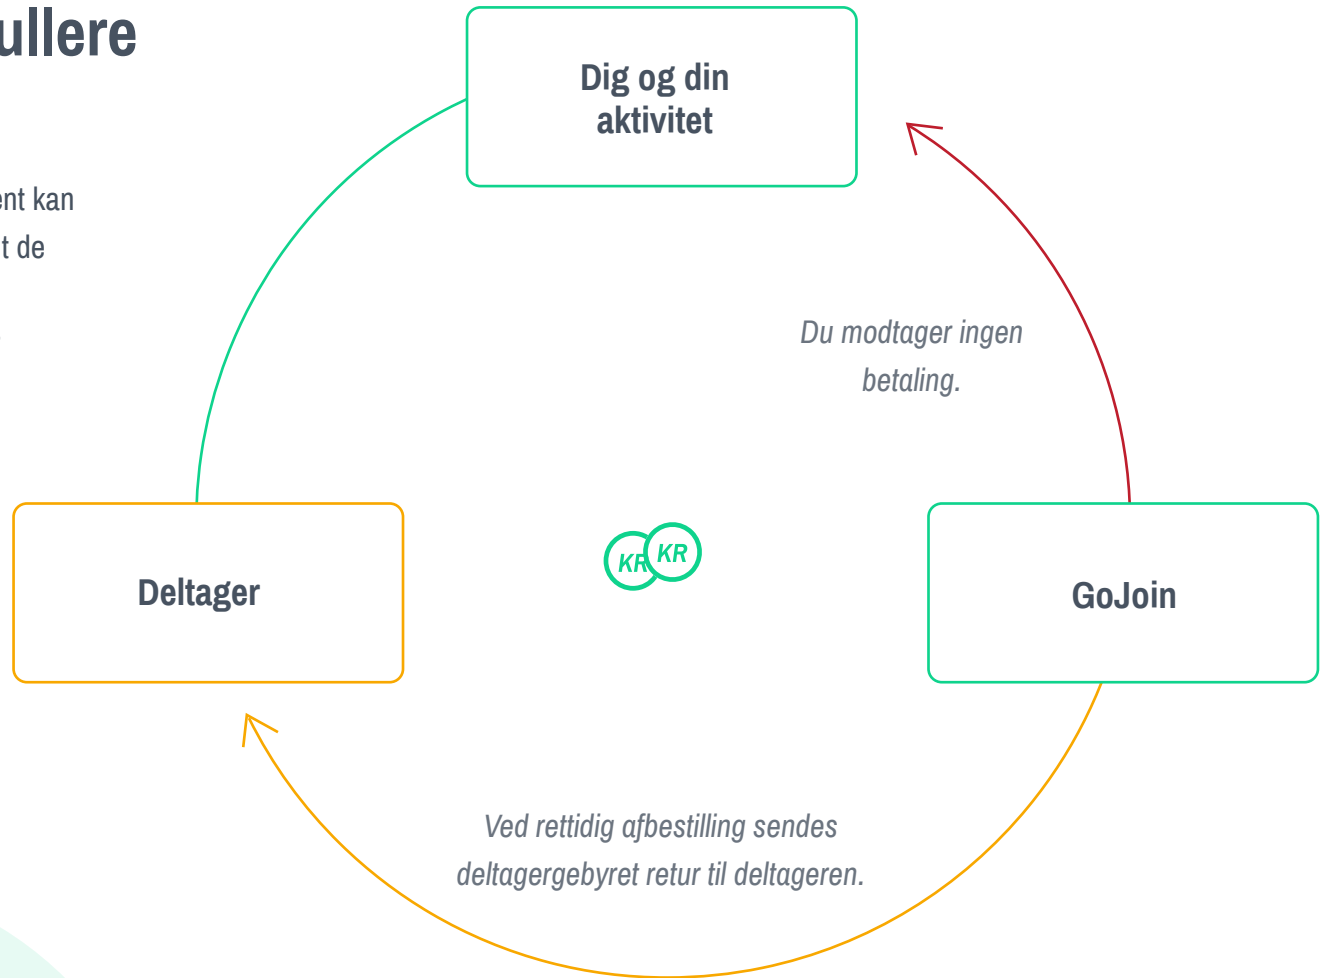 ullere
Dig og din
aktivitet
ent kan
t de
Du modtager ingen
betaling.
KR KR
Deltager
GoJoin
Ved rettidig afbestilling sendes
deltagergebyret retur til deltageren.